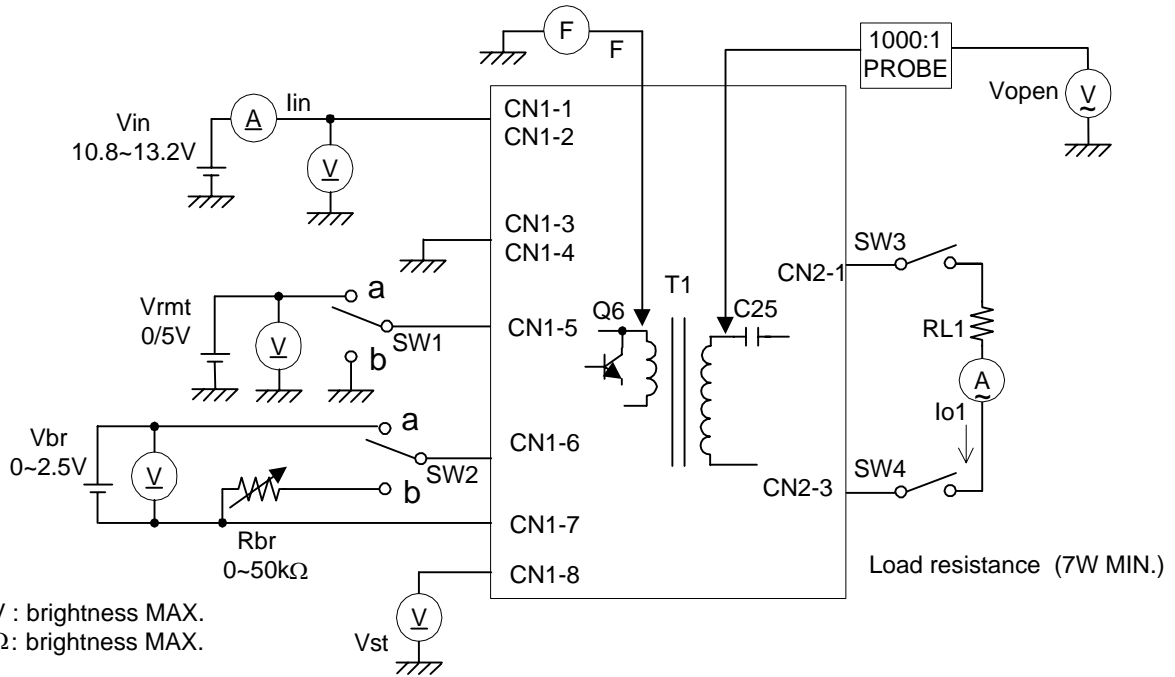 F
F
1000:1
PROBE
Vopen
V
~
Iin
A
Vin
10.8~13.2V
V
CN1-1
CN1-2
CN1-3
CN1-4
SW3
CN2-1
T1
a
Vrmt
0/5V
V
SW1
b
CN1-5
Q6
C25
RL1
A
~
Io1
a
Vbr
0~2.5V
V
SW2
b
CN1-6
SW4
CN2-3
CN1-7
Rbr
0~50kΩ
CN1-8
Load resistance (7W MIN.)
V : brightness MAX.
Ω: brightness MAX.
V
Vst